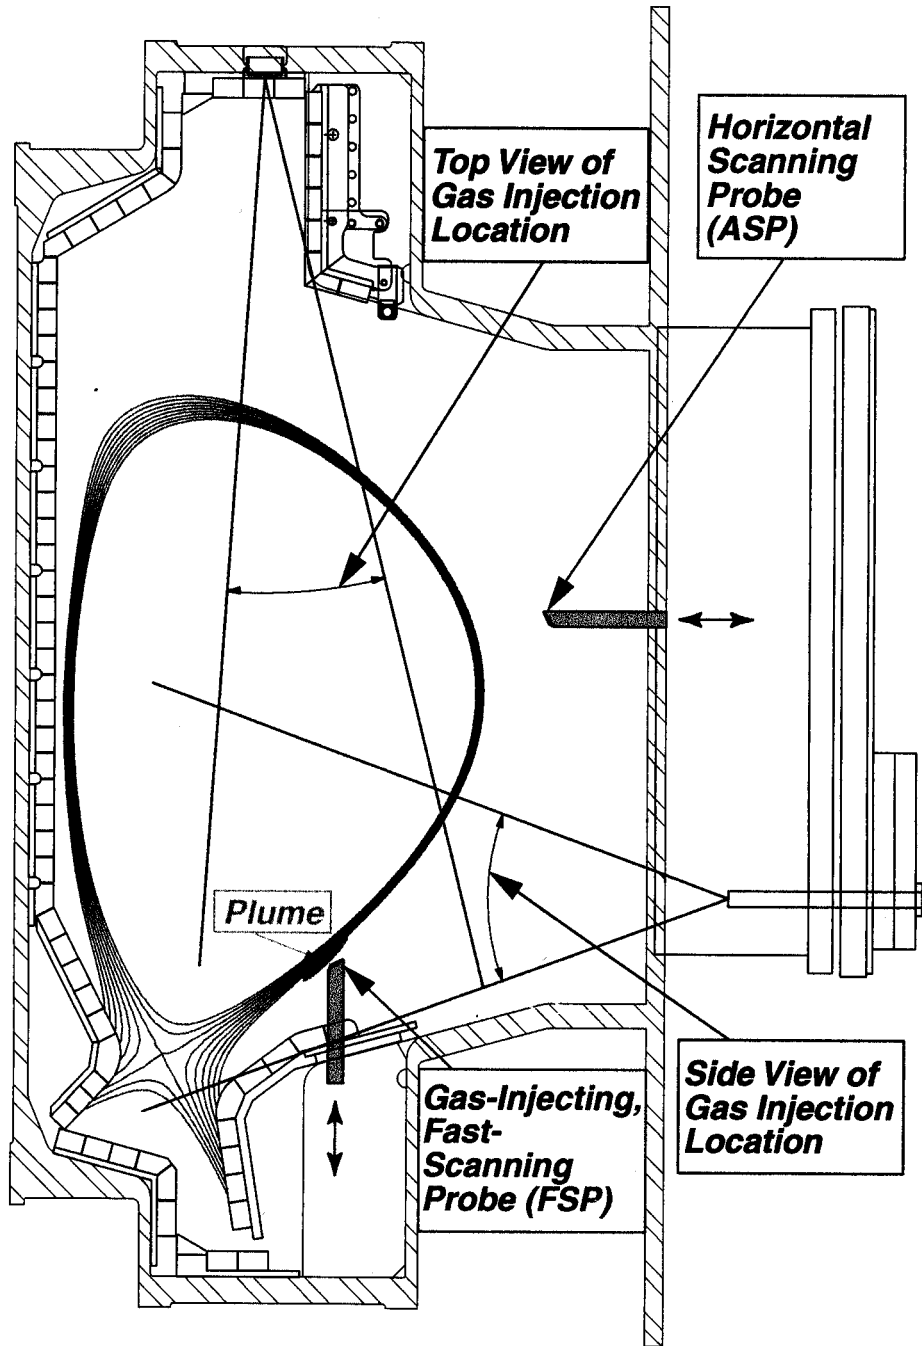 Top View of
Gas Injection
Location
Horizontal
Scanning
Probe
(ASP)
Plume
Gas-Injecting,
Fast-
Scanning
Probe (FSP)
Side View of
Gas Injection
Location